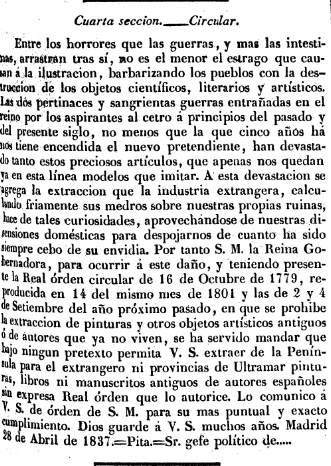 Cuarta seccion.___Circular.
Entre los horrores que las guerras, y mas las intesti-
nas, arrastran tras sí, no es el menor el estrago que cau-
san á la ilustracion, barbarizando los pueblos con la des-
truccion de los objetos científicos, literarios y artísticos.
Las dos pertinaces y sangrientas guerras entrañadas en el
reino por los aspirantes al cetro á principios del pasado y
del presente siglo, no menos que la que cinco años há
nos tiene encendida el nuevo pretendiente, han devasta-
do tanto estos preciosos artículos, que apenas nos quedan
ya en esta línea modelos que imitar. A esta devastacion se
agrega la extraccion que la industria extrangera, calcu-
lando friamente sus medros sobre nuestras propias ruinas,
hace de tales curiosidades, aprovechándose de nuestras di-
sensiones domésticas para despojarnos de cuanto ha sido
siempre cebo de su envidia. Por tanto S. M. la Reina Go-
bernadora, para ocurrir á este daño, y teniendo presen-
te la Real órden circular de 16 de Octubre de 1779, re-
producida en 14 del mismo mes de 1801 y las de 2 y 4
de Setiembre del año próximo pasado, en que se prohibe
la extraccion de pinturas y otros objetos artísticos antiguos
ó de autores que ya no viven, se ha servido mandar que
bajo ningun pretexto permita V. S. extraer de la Penín-
sula para el extrangero ni provincias de Ultramar pintu-
ras, libros ni manuscritos antiguos de autores españoles
sin expresa Real órden que lo autorice. Lo comunico á
V. S. de órden de S. M. para su mas puntual y exacto
cumplimiento. Dios guarde á V. S. muchos años. Madrid
28 de Abril de 1837.=Pita.=Sr. gefe político de.....